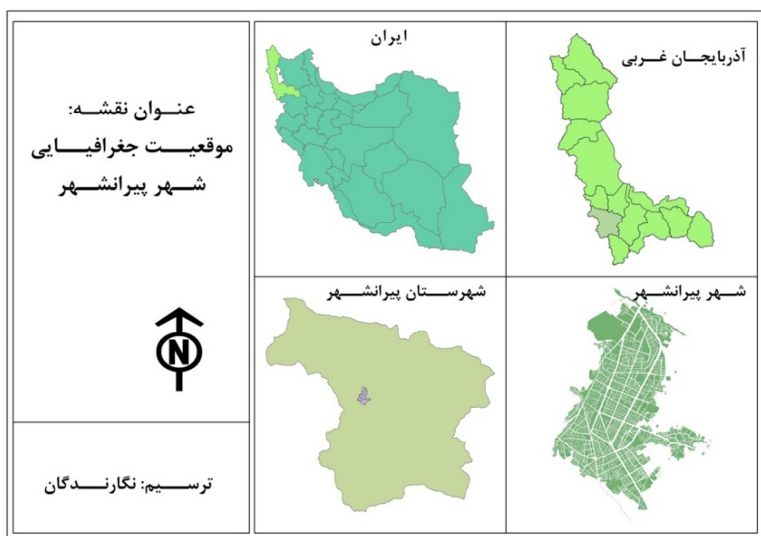 عنوان نقشه:
موقعیت جغرافیایی
شهر پیرانشهر
N
ترسیم: نگارندگان
ایران
آذربایجان غربی
شهرستان پیرانشهر
شهر پیرانشهر